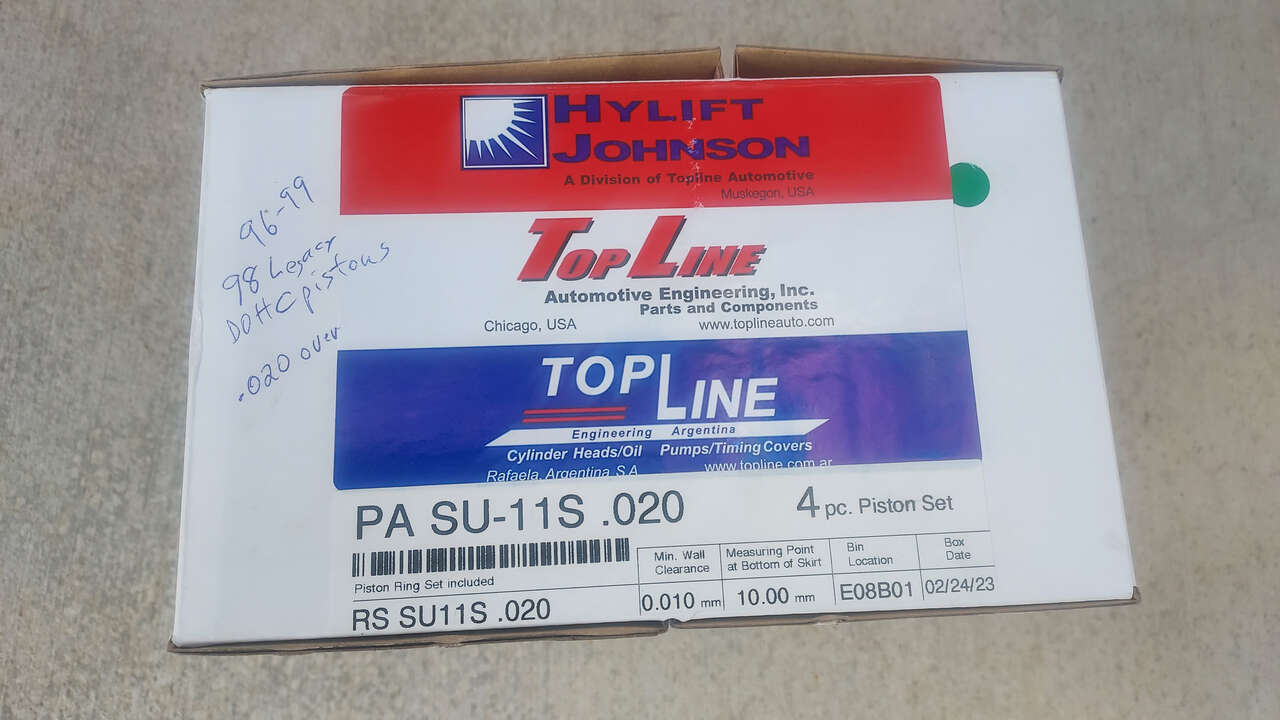 HYLIFT
JOHNSON
A Division of Topline Automotive
Muskegon, USA
96-99
98 Legacy
DOHC pistons
.020 over
TOP LINE
Automotive Engineering, Inc.
Parts and Components
Chicago, USA www.toplineauto.com
TOPLINE
Engineering Argentina
Cylinder Heads/Oil Pumps/Timing Covers
Rafaela, Argentina, S.A. www.topline.com.ar
PA SU-11S .020 4 pc. Piston Set
Piston Ring Set included
RS SU11S .020
Min. Wall
Clearance
0.010 mm
Measuring Point
at Bottom of Skirt
10.00 mm
Bin
Location
E08B01
Box
Date
02/24/23